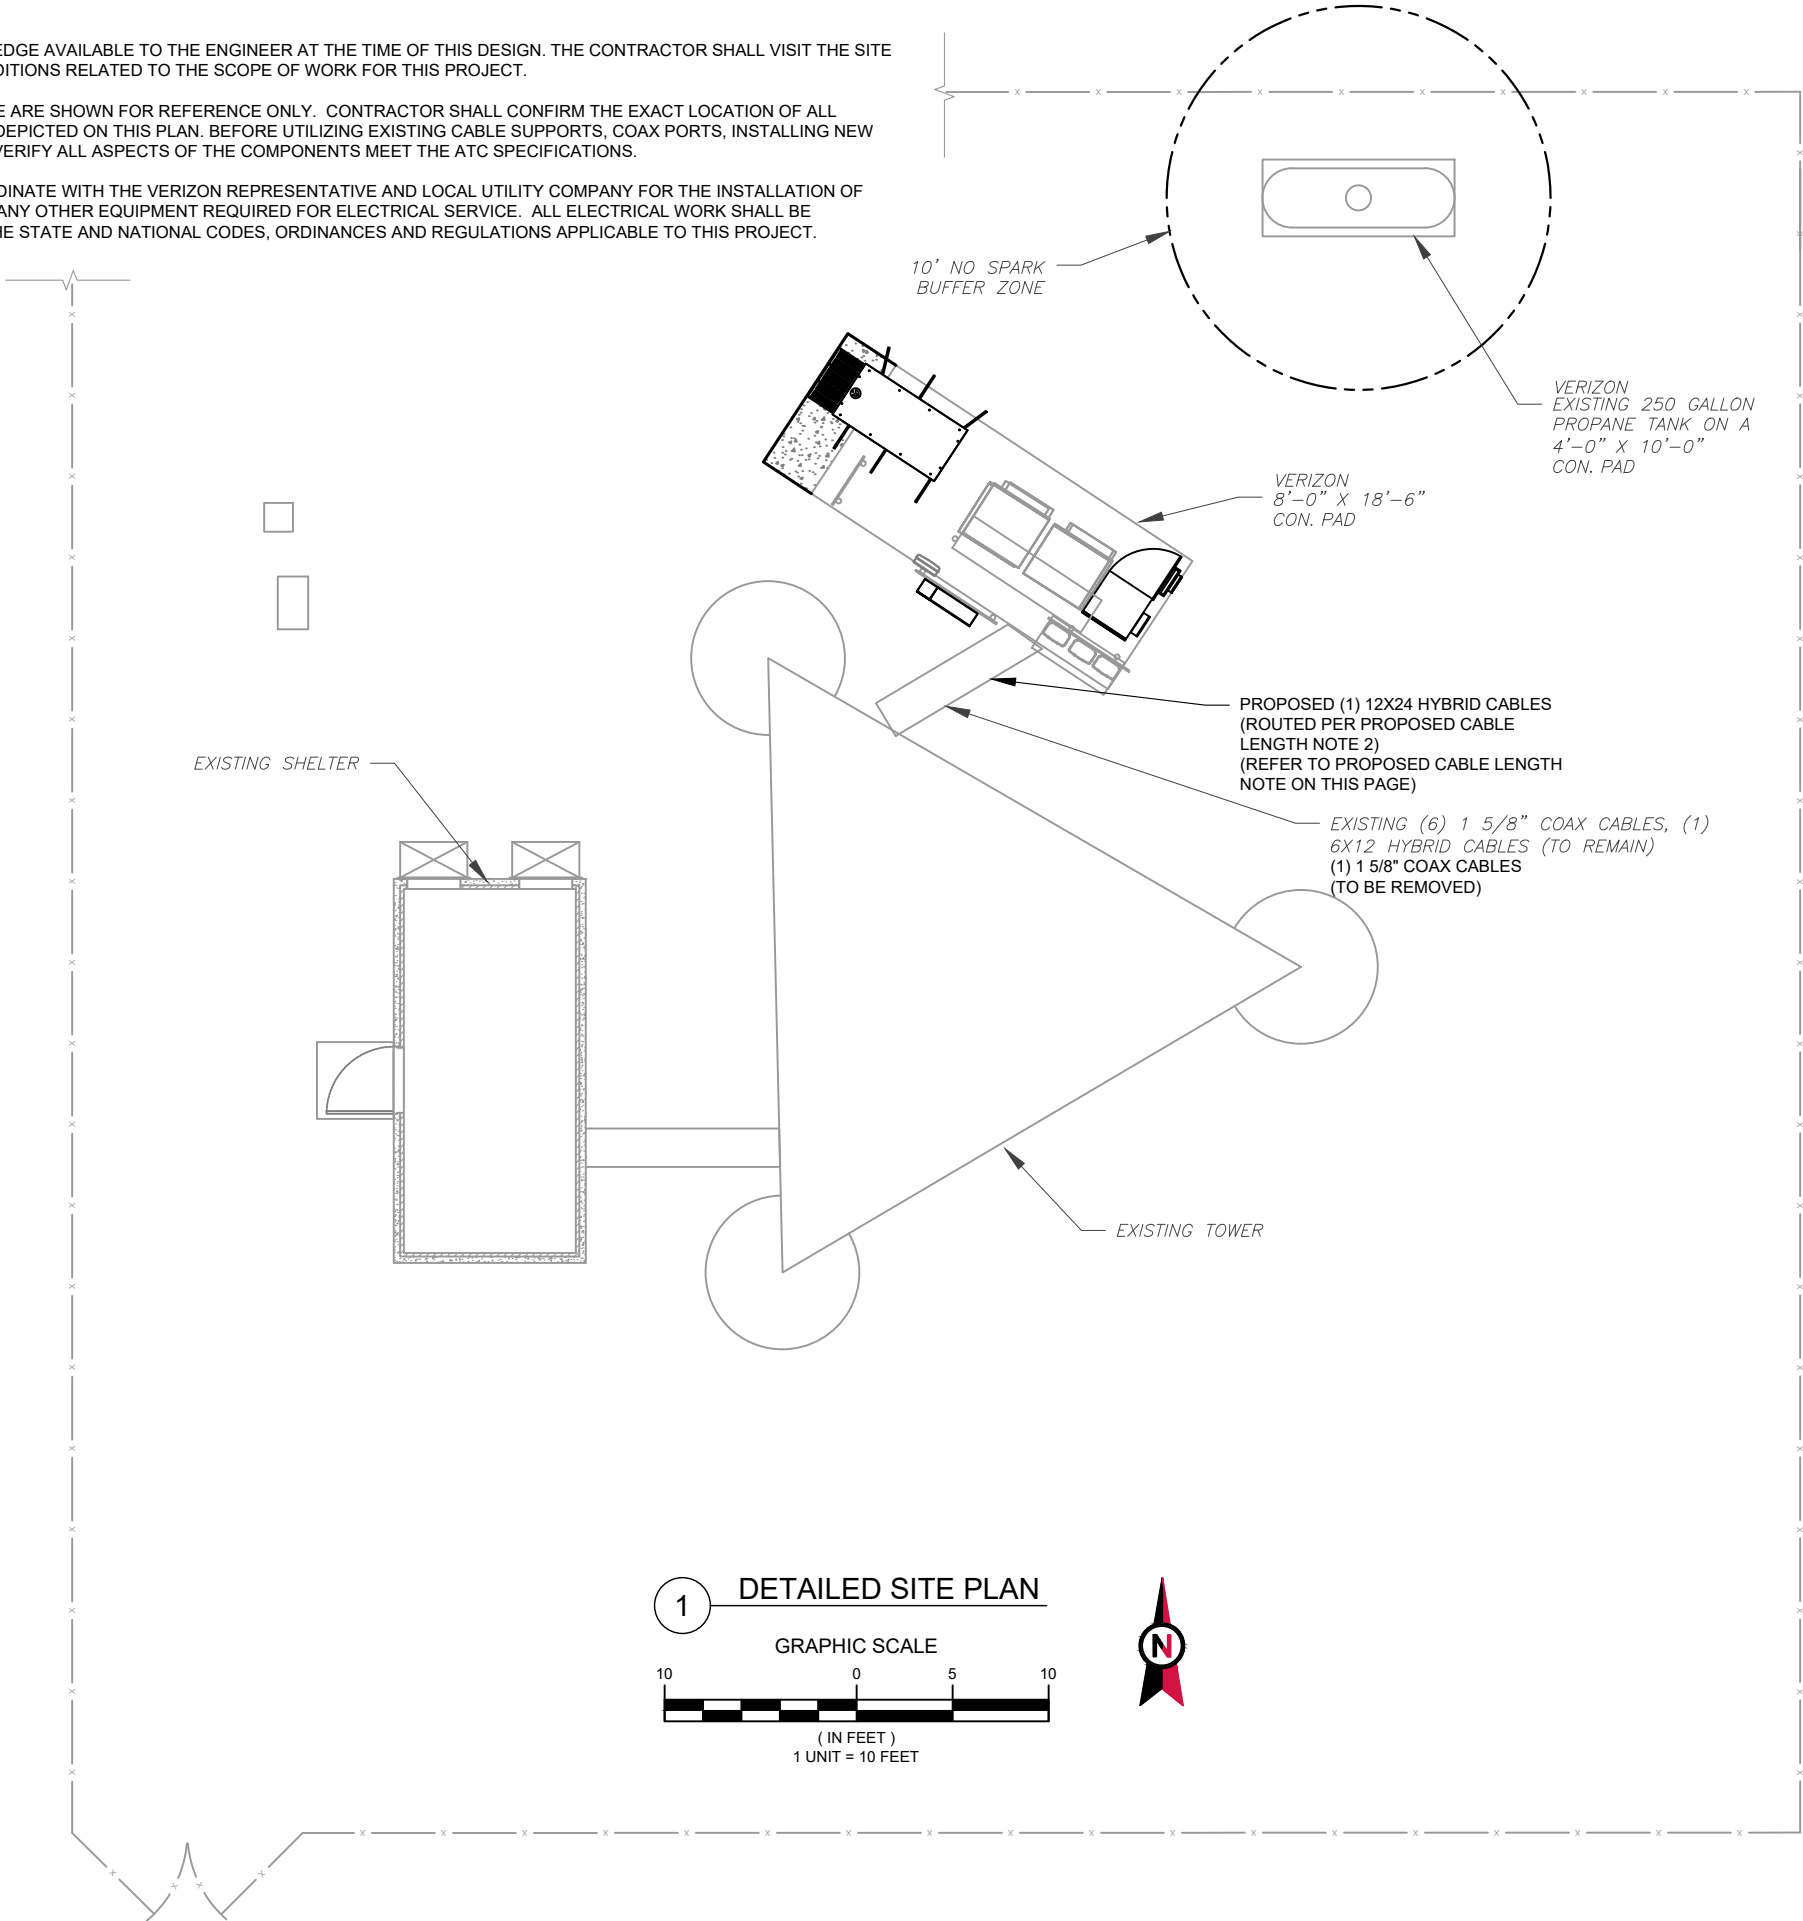 EDGE AVAILABLE TO THE ENGINEER AT THE TIME OF THIS DESIGN. THE CONTRACTOR SHALL VISIT THE SITE
DITIONS RELATED TO THE SCOPE OF WORK FOR THIS PROJECT.
E ARE SHOWN FOR REFERENCE ONLY. CONTRACTOR SHALL CONFIRM THE EXACT LOCATION OF ALL
DEPICTED ON THIS PLAN. BEFORE UTILIZING EXISTING CABLE SUPPORTS, COAX PORTS, INSTALLING NEW
VERIFY ALL ASPECTS OF THE COMPONENTS MEET THE ATC SPECIFICATIONS.
DINATE WITH THE VERIZON REPRESENTATIVE AND LOCAL UTILITY COMPANY FOR THE INSTALLATION OF
ANY OTHER EQUIPMENT REQUIRED FOR ELECTRICAL SERVICE. ALL ELECTRICAL WORK SHALL BE
HE STATE AND NATIONAL CODES, ORDINANCES AND REGULATIONS APPLICABLE TO THIS PROJECT.
10' NO SPARK
BUFFER ZONE
VERIZON
EXISTING 250 GALLON
PROPANE TANK ON A
4'-0" X 10'-0"
CON. PAD
VERIZON
8'-0" X 18'-6"
CON. PAD
PROPOSED (1) 12X24 HYBRID CABLES
(ROUTED PER PROPOSED CABLE
LENGTH NOTE 2)
(REFER TO PROPOSED CABLE LENGTH
NOTE ON THIS PAGE)
EXISTING SHELTER
EXISTING (6) 1 5/8" COAX CABLES, (1)
6X12 HYBRID CABLES (TO REMAIN)
(1) 1 5/8" COAX CABLES
(TO BE REMOVED)
EXISTING TOWER
1 DETAILED SITE PLAN
GRAPHIC SCALE
10 0 5 10
( IN FEET )
1 UNIT = 10 FEET
N